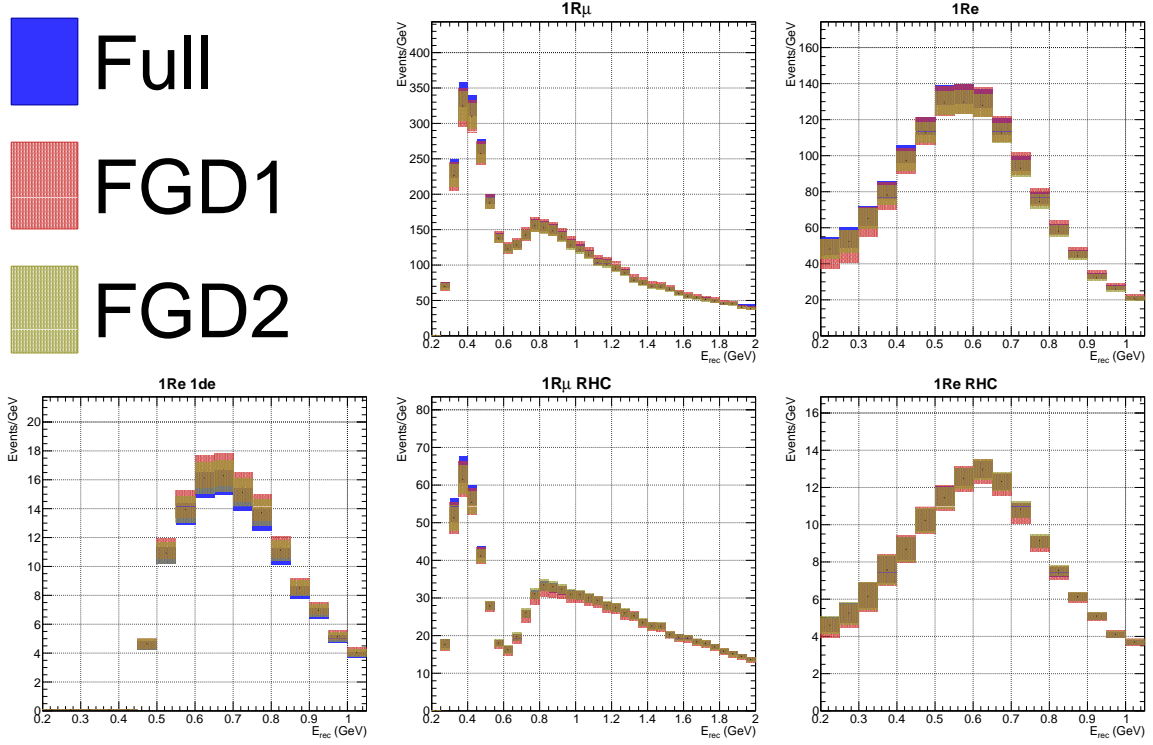 Full
FGD1
FGD2
1Rμ
Events/GeV
400
350
300
250
200
150
100
50
0
0.2 0.4 0.6 0.8 1 1.2 1.4 1.6 1.8 2
E_rec (GeV)
1Re
Events/GeV
160
140
120
100
80
60
40
20
0
0.2 0.3 0.4 0.5 0.6 0.7 0.8 0.9 1
E_rec (GeV)
1Re 1de
Events/GeV
20
18
16
14
12
10
8
6
4
2
0
0.2 0.3 0.4 0.5 0.6 0.7 0.8 0.9 1
E_rec (GeV)
1Rμ RHC
Events/GeV
80
70
60
50
40
30
20
10
0
0.2 0.4 0.6 0.8 1 1.2 1.4 1.6 1.8 2
E_rec (GeV)
1Re RHC
Events/GeV
16
14
12
10
8
6
4
2
0
0.2 0.3 0.4 0.5 0.6 0.7 0.8 0.9 1
E_rec (GeV)